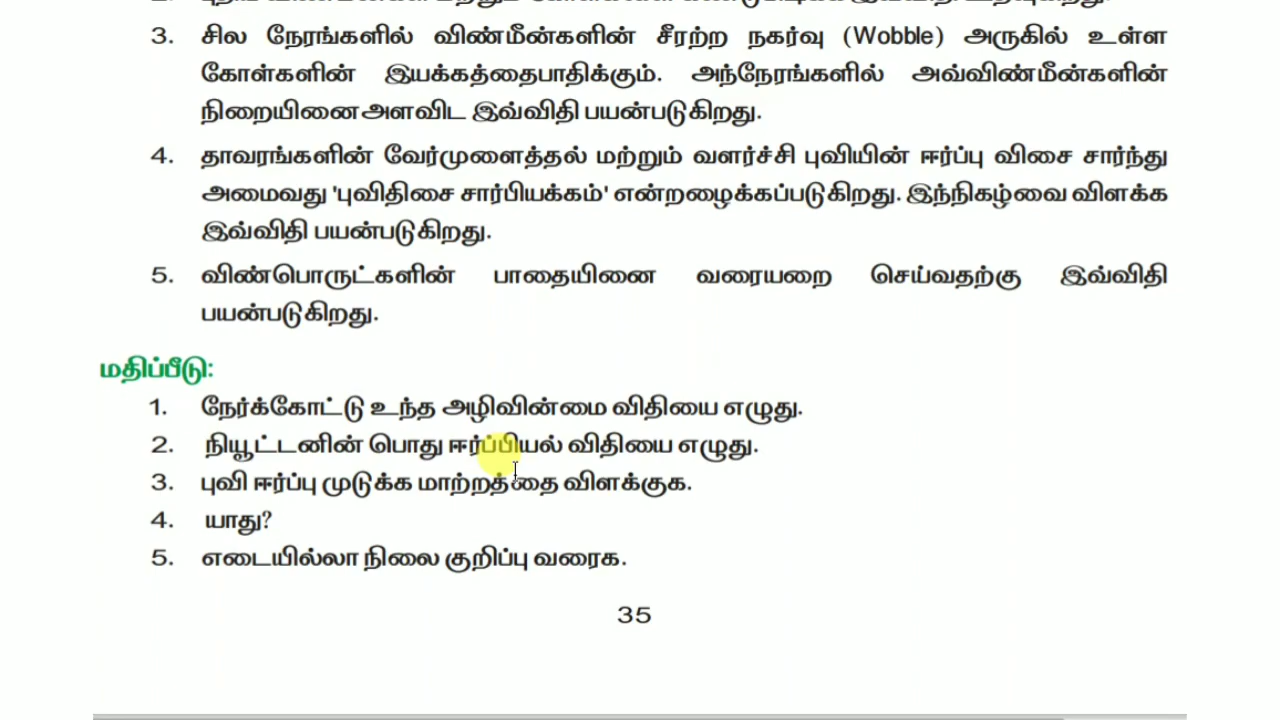 3. சில நேரங்களில் விண்மீன்களின் சீரற்ற நகர்வு (Wobble) அருகில் உள்ள
கோள்களின் இயக்கத்தைபாதிக்கும். அந்நேரங்களில் அவ்விண்மீன்களின்
நிறையினைஅளவிட இவ்விதி பயன்படுகிறது.
4. தாவரங்களின் வேர்முளைத்தல் மற்றும் வளர்ச்சி புவியின் ஈர்ப்பு விசை சார்ந்து
அமைவது 'புவிதிசை சார்பியக்கம்' என்றழைக்கப்படுகிறது. இந்நிகழ்வை விளக்க
இவ்விதி பயன்படுகிறது.
5. விண்பொருட்களின் பாதையினை வரையறை செய்வதற்கு இவ்விதி
பயன்படுகிறது.
மதிப்பீடு:
1. நேர்க்கோட்டு உந்த அழிவின்மை விதியை எழுது.
2. நியூட்டனின் பொது ஈர்ப்பியல் விதியை எழுது.
3. புவி ஈர்ப்பு முடுக்க மாற்றத்தை விளக்குக.
4. யாது?
5. எடையில்லா நிலை குறிப்பு வரைக.
35